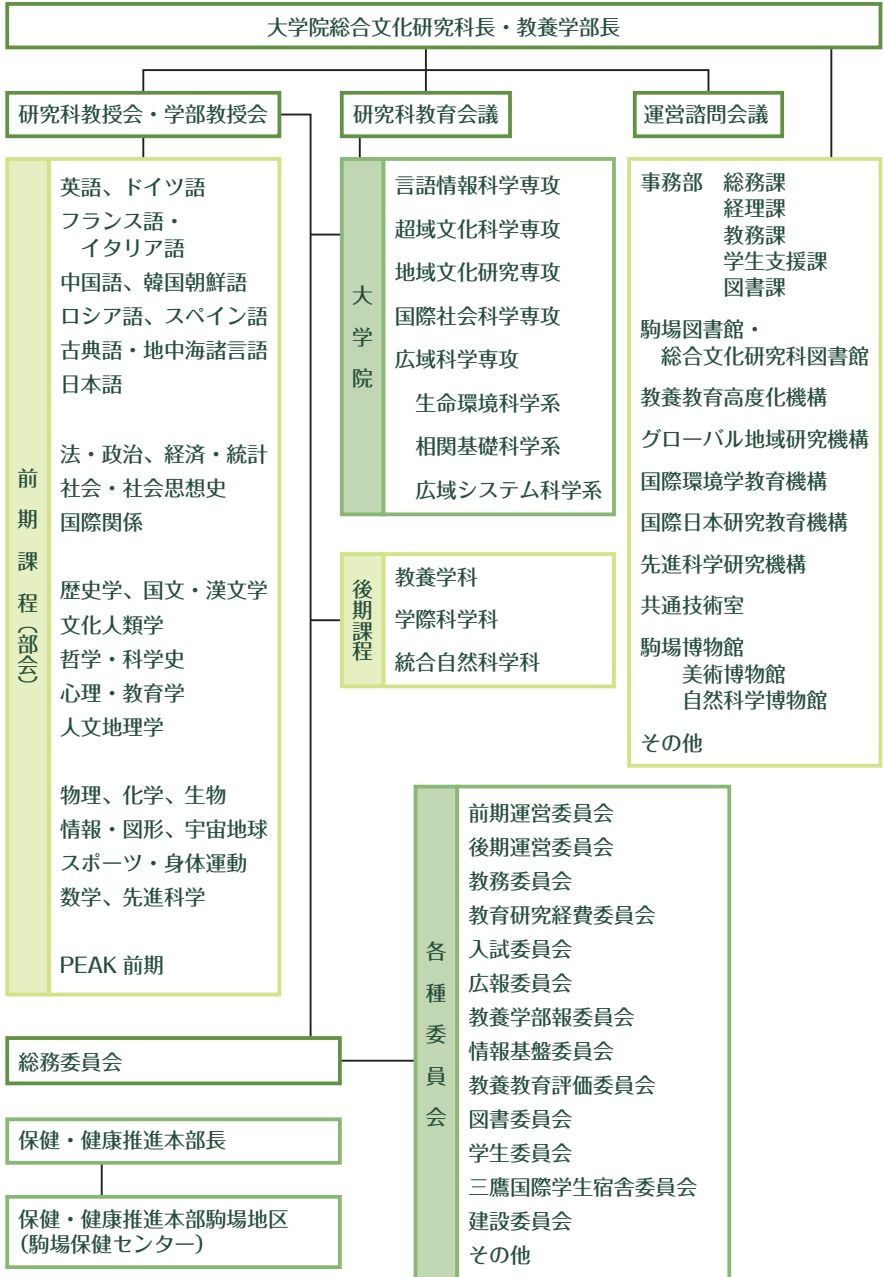 大学院総合文化研究科長・教養学部長
研究科教授会・学部教授会
研究科教育会議
運営諮問会議
前期課程(部会)
英語、ドイツ語
フランス語・
イタリア語
中国語、韓国朝鮮語
ロシア語、スペイン語
古典語・地中海諸言語
日本語
法・政治、経済・統計
社会・社会思想史
国際関係
歴史学、国文・漢文学
文化人類学
哲学・科学史
心理・教育学
人文地理学
物理、化学、生物
情報・図形、宇宙地球
スポーツ・身体運動
数学、先進科学
PEAK 前期
大学院
言語情報科学専攻
超域文化科学専攻
地域文化研究専攻
国際社会科学専攻
広域科学専攻
生命環境科学系
相関基礎科学系
広域システム科学系
後期課程
教養学科
学際科学科
統合自然科学科
事務部 総務課
経理課
教務課
学生支援課
図書課
駒場図書館・
総合文化研究科図書館
教養教育高度化機構
グローバル地域研究機構
国際環境学教育機構
国際日本研究教育機構
先進科学研究機構
共通技術室
駒場博物館
美術博物館
自然科学博物館
その他
総務委員会
各種委員会
前期運営委員会
後期運営委員会
教務委員会
教育研究経費委員会
入試委員会
広報委員会
教養学部報委員会
情報基盤委員会
教養教育評価委員会
図書委員会
学生委員会
三鷹国際学生宿舎委員会
建設委員会
その他
保健・健康推進本部長
保健・健康推進本部駒場地区
(駒場保健センター)